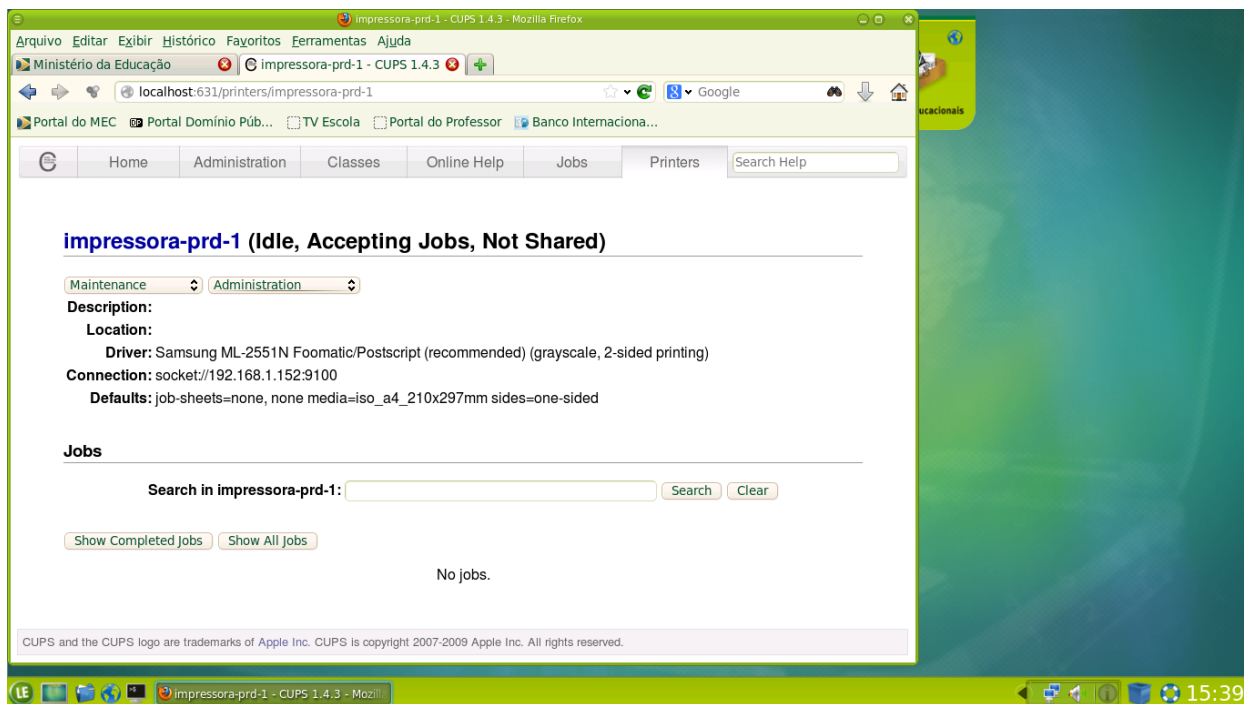 impressora-prd-1 - CUPS 1.4.3 - Mozilla Firefox
Arquivo Editar Exibir Histórico Favoritos Ferramentas Ajuda
Ministério da Educação impressora-prd-1 - CUPS 1.4.3
localhost:631/printers/impressora-prd-1 Google
Portal do MEC Portal Domínio Púb... TV Escola Portal do Professor Banco Internaciona...
ucacionais
Home Administration Classes Online Help Jobs Printers Search Help
impressora-prd-1 (Idle, Accepting Jobs, Not Shared)
Maintenance Administration
Description:
Location:
Driver: Samsung ML-2551N Foomatic/Postscript (recommended) (grayscale, 2-sided printing)
Connection: socket://192.168.1.152:9100
Defaults: job-sheets=none, none media=iso_a4_210x297mm sides=one-sided
Jobs
Search in impressora-prd-1: Search Clear
Show Completed Jobs Show All Jobs
No jobs.
CUPS and the CUPS logo are trademarks of Apple Inc. CUPS is copyright 2007-2009 Apple Inc. All rights reserved.
LE impressora-prd-1 - CUPS 1.4.3 - Mozill 15:39